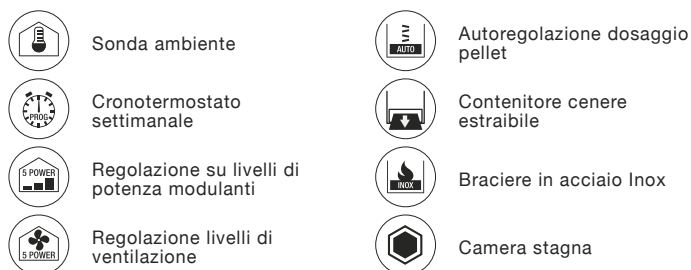 Sonda ambiente
PROG.
Cronotermostato
settimanale
5 POWER
Regolazione su livelli di
potenza modulanti
5 POWER
Regolazione livelli di
ventilazione
AUTO
Autoregolazione dosaggio
pellet
Contenitore cenere
estraibile
INOX
Braciere in acciaio Inox
Camera stagna